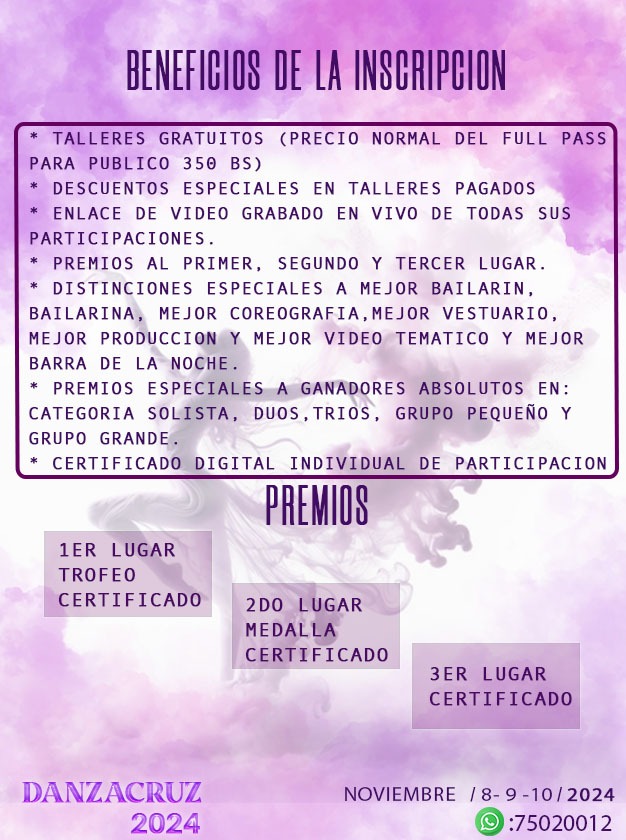 BENEFICIOS DE LA INSCRIPCION
* TALLERES GRATUITOS (PRECIO NORMAL DEL FULL PASS
PARA PUBLICO 350 BS)
* DESCUENTOS ESPECIALES EN TALLERES PAGADOS
* ENLACE DE VIDEO GRABADO EN VIVO DE TODAS SUS
PARTICIPACIONES.
* PREMIOS AL PRIMER, SEGUNDO Y TERCER LUGAR.
* DISTINCIONES ESPECIALES A MEJOR BAILARIN,
BAILARINA, MEJOR COREOGRAFIA,MEJOR VESTUARIO,
MEJOR PRODUCCION Y MEJOR VIDEO TEMATICO Y MEJOR
BARRA DE LA NOCHE.
* PREMIOS ESPECIALES A GANADORES ABSOLUTOS EN:
CATEGORIA SOLISTA, DUOS,TRIOS, GRUPO PEQUEÑO Y
GRUPO GRANDE.
* CERTIFICADO DIGITAL INDIVIDUAL DE PARTICIPACION
PREMIOS
1ER LUGAR
TROFEO
CERTIFICADO
2DO LUGAR
MEDALLA
CERTIFICADO
3ER LUGAR
CERTIFICADO
DANZACRUZ
2024
NOVIEMBRE / 8- 9 -10 / 2024
:75020012